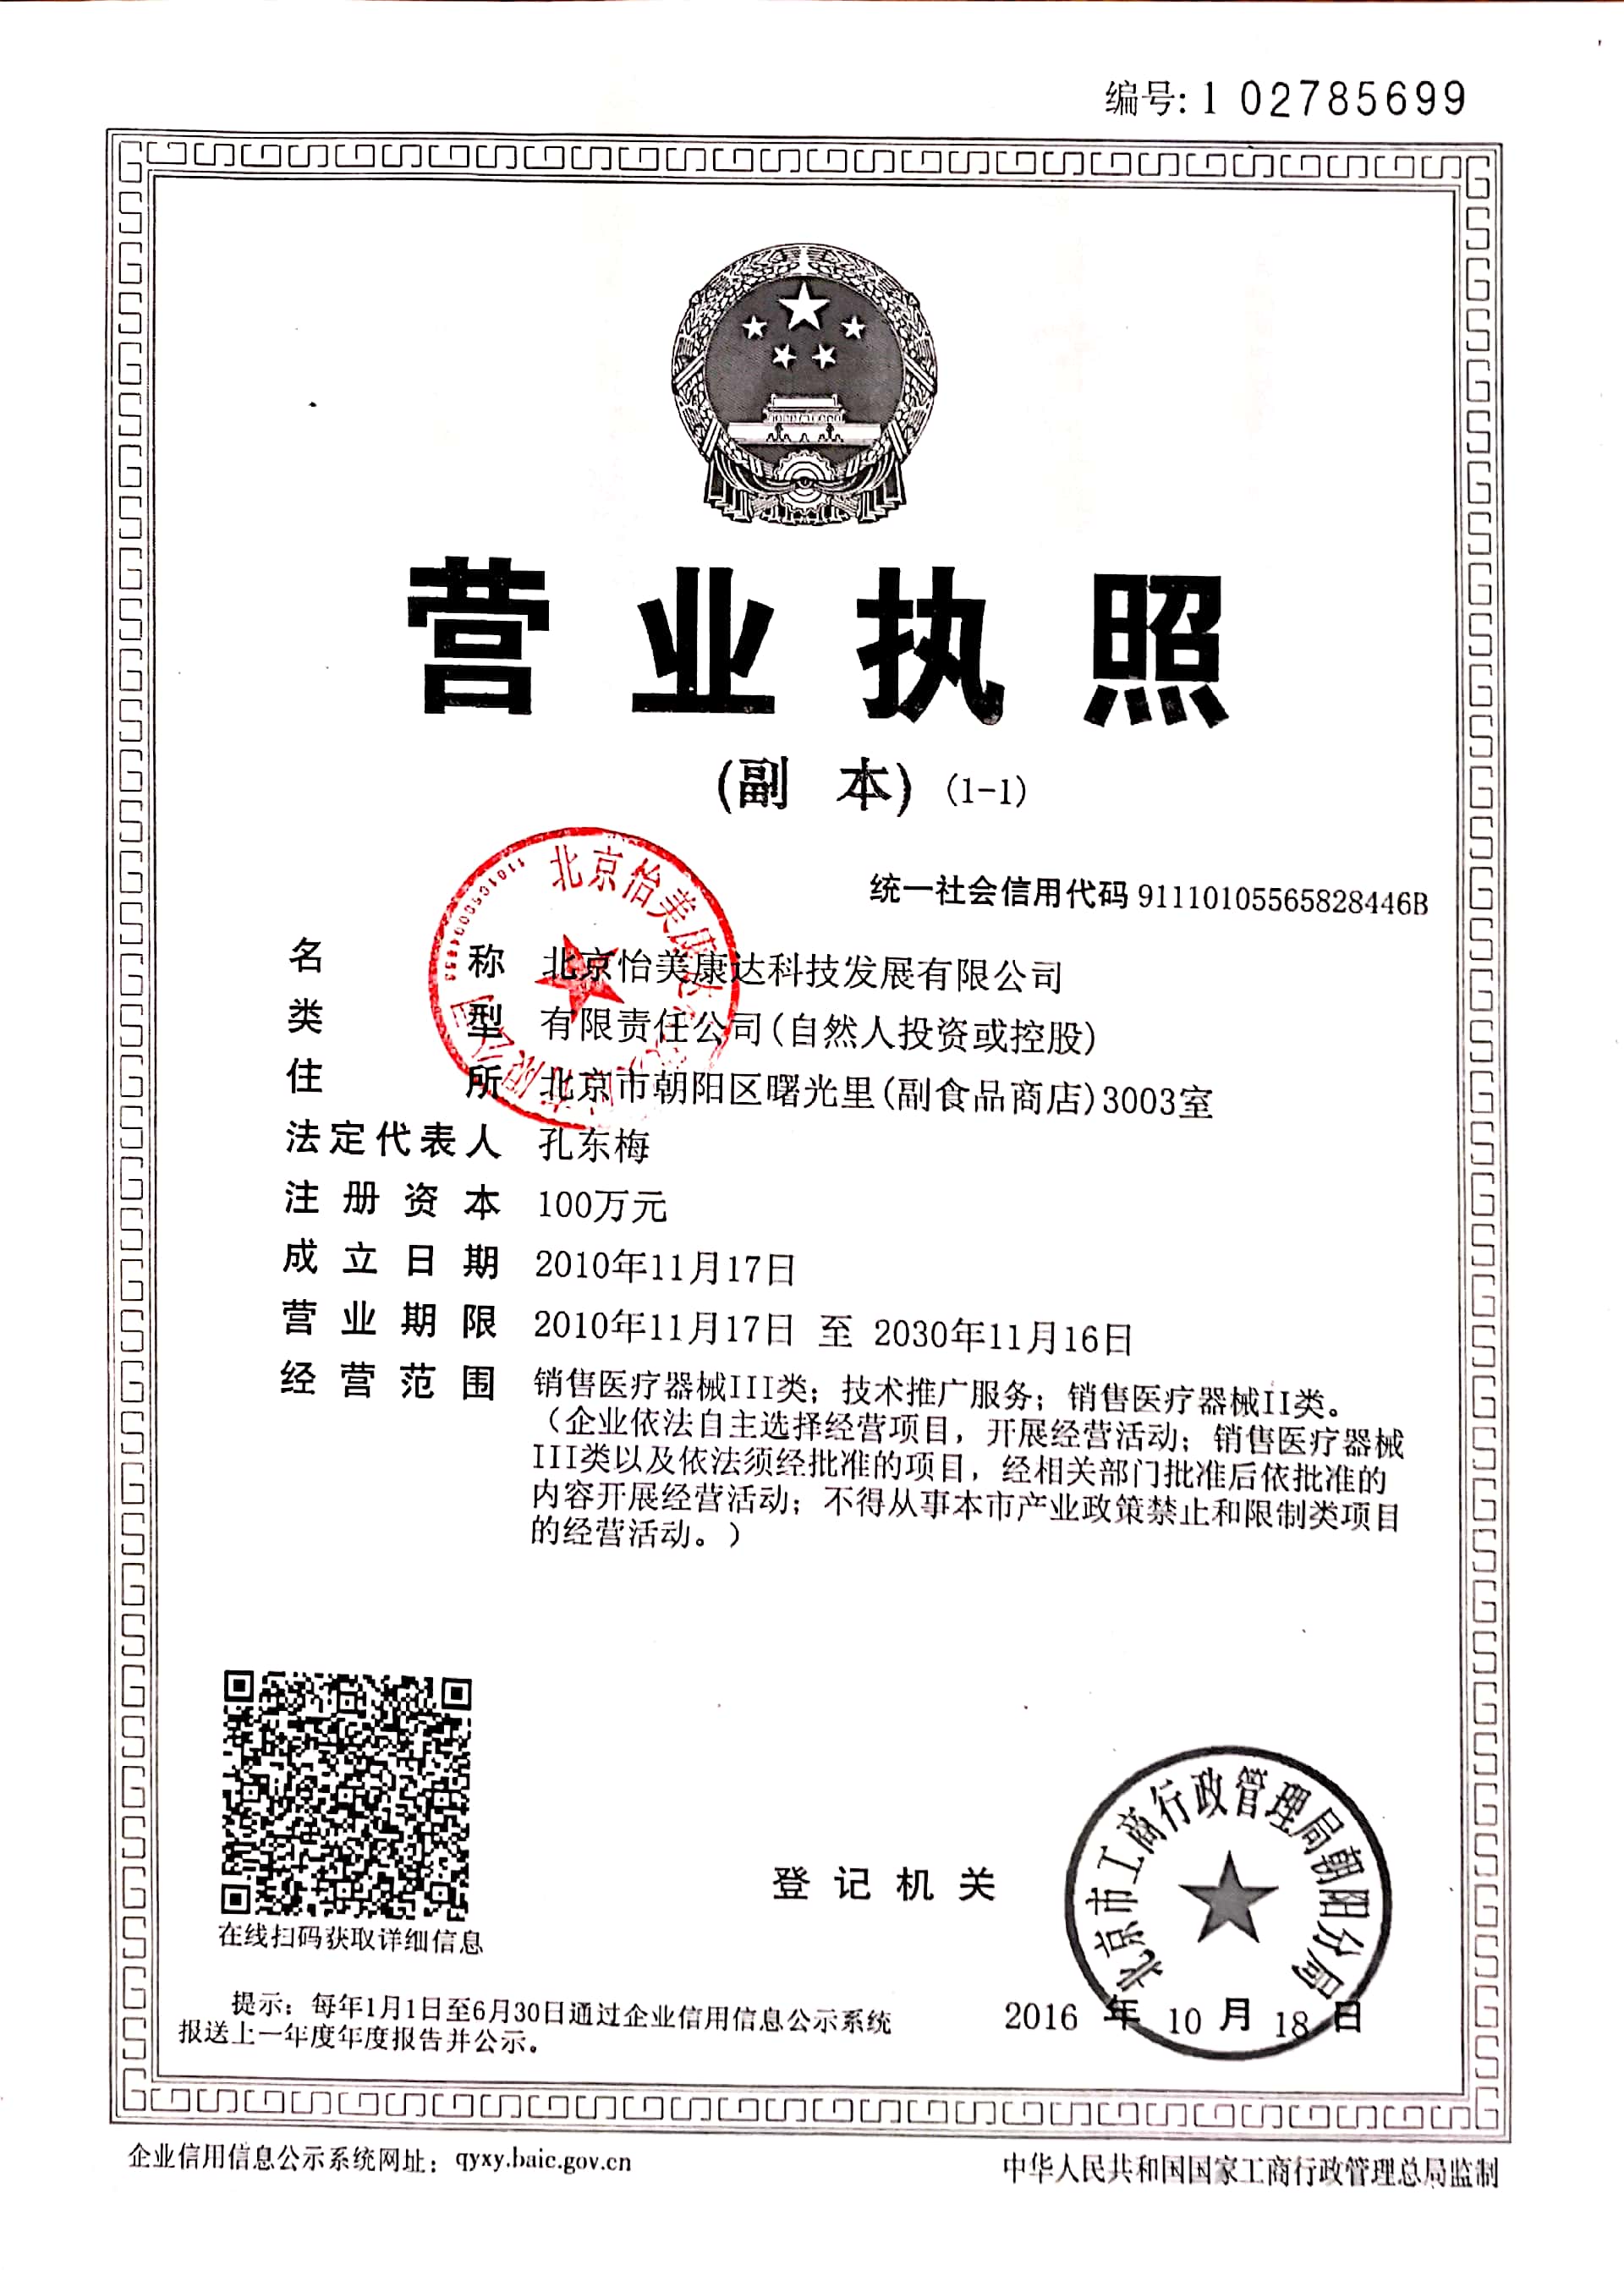 编号: 1 02785699
营业执照
(副 本) (1-1)
统一社会信用代码 91110105565828446B
名 称 北京怡美康达科技发展有限公司
类 型 有限责任公司(自然人投资或控股)
住 所 北京市朝阳区曙光里(副食品商店)3003室
法定代表人 孔东梅
注册资本 100万元
成立日期 2010年11月17日
营业期限 2010年11月17日 至 2030年11月16日
经营范围 销售医疗器械III类；技术推广服务；销售医疗器械II类。
（企业依法自主选择经营项目，开展经营活动；销售医疗器械
III类以及依法须经批准的项目，经相关部门批准后依批准的
内容开展经营活动；不得从事本市产业政策禁止和限制类项目
的经营活动。）
在线扫码获取详细信息
登记机关
北京市工商行政管理局朝阳分局
2016 年 10 月 18 日
提示：每年1月1日至6月30日通过企业信用信息公示系统
报送上一年度年度报告并公示。
企业信用信息公示系统网址：qyxy.baic.gov.cn
中华人民共和国国家工商行政管理总局监制